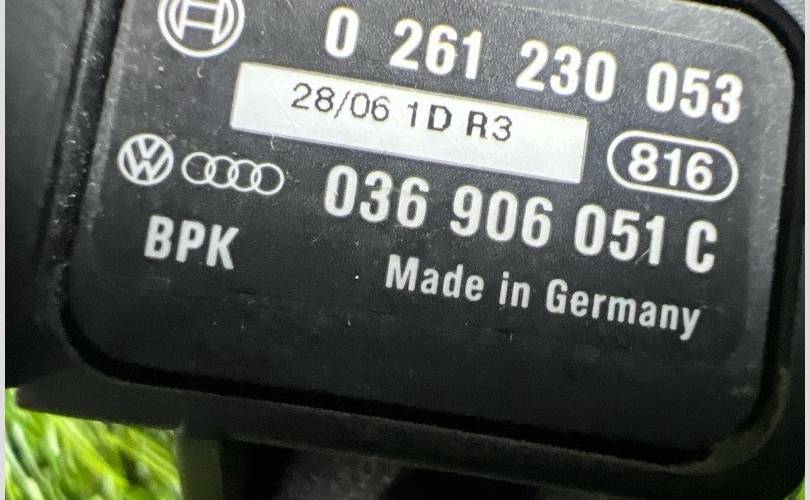 0 261 230 053
28/06 1D R3
816
036 906 051 C
BPK
Made in Germany